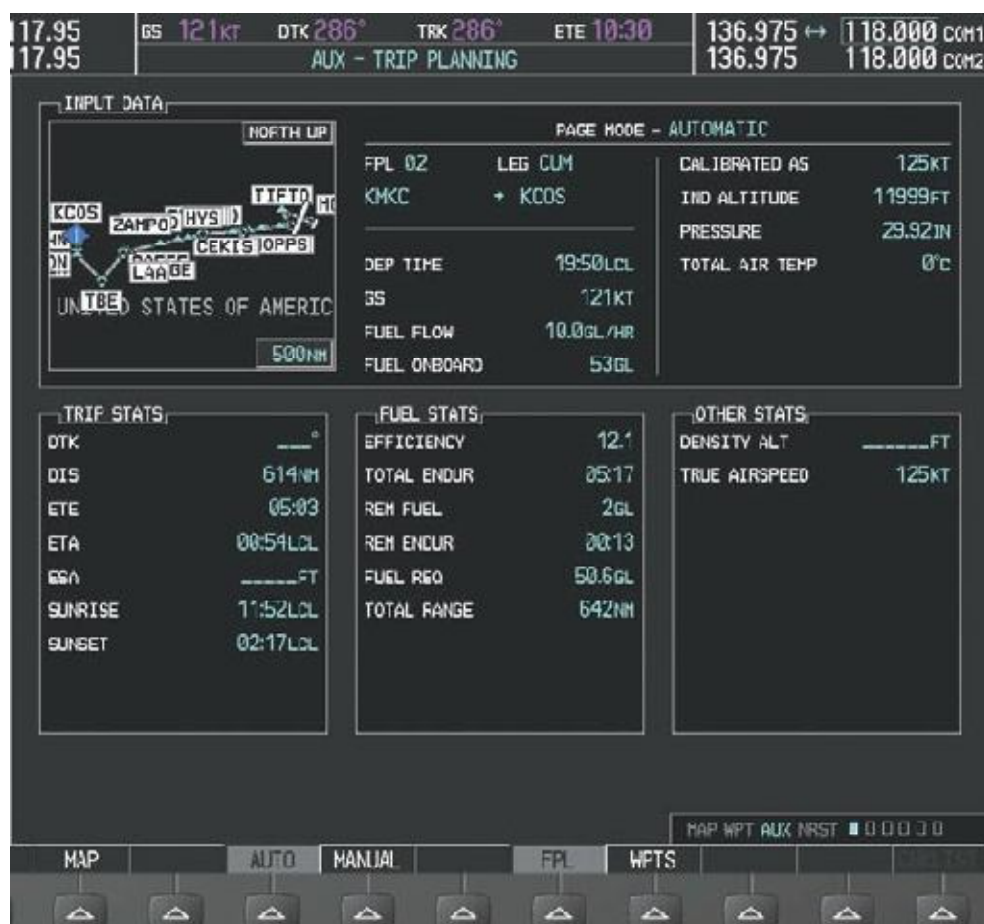 117.95 GS 121KT DTK 286° TRK 286° ETE 10:30 136.975 ↔ 118.000 COM1
117.95 AUX - TRIP PLANNING 136.975 118.000 COM2
INPUT DATA
NORTH UP PAGE MODE - AUTOMATIC
FPL 02 LEG CUM CALIBRATED AS 125KT
TIFTO
KMKC → KCOS IND ALTITUDE 11999FT
KCOS ZAMPO HYS
PRESSURE 29.92IN
CEKIS OPPS
LAA GE DEP TIME 19:50LCL TOTAL AIR TEMP 0°C
TBE GS 121KT
UNITED STATES OF AMERIC
FUEL FLOW 10.0GL/HR
500NM FUEL ONBOARD 53GL
TRIP STATS FUEL STATS OTHER STATS
DTK ___° EFFICIENCY 12.1 DENSITY ALT ______FT
DIS 614NM TOTAL ENDUR 05:17 TRUE AIRSPEED 125KT
ETE 05:03 REM FUEL 2GL
ETA 00:54LCL REM ENDUR 00:13
ESA _____FT FUEL REQ 50.6GL
SUNRISE 11:52LCL TOTAL RANGE 642NM
SUNSET 02:17LCL
MAP WPT AUX NRST
MAP AUTO MANUAL FPL WPTS